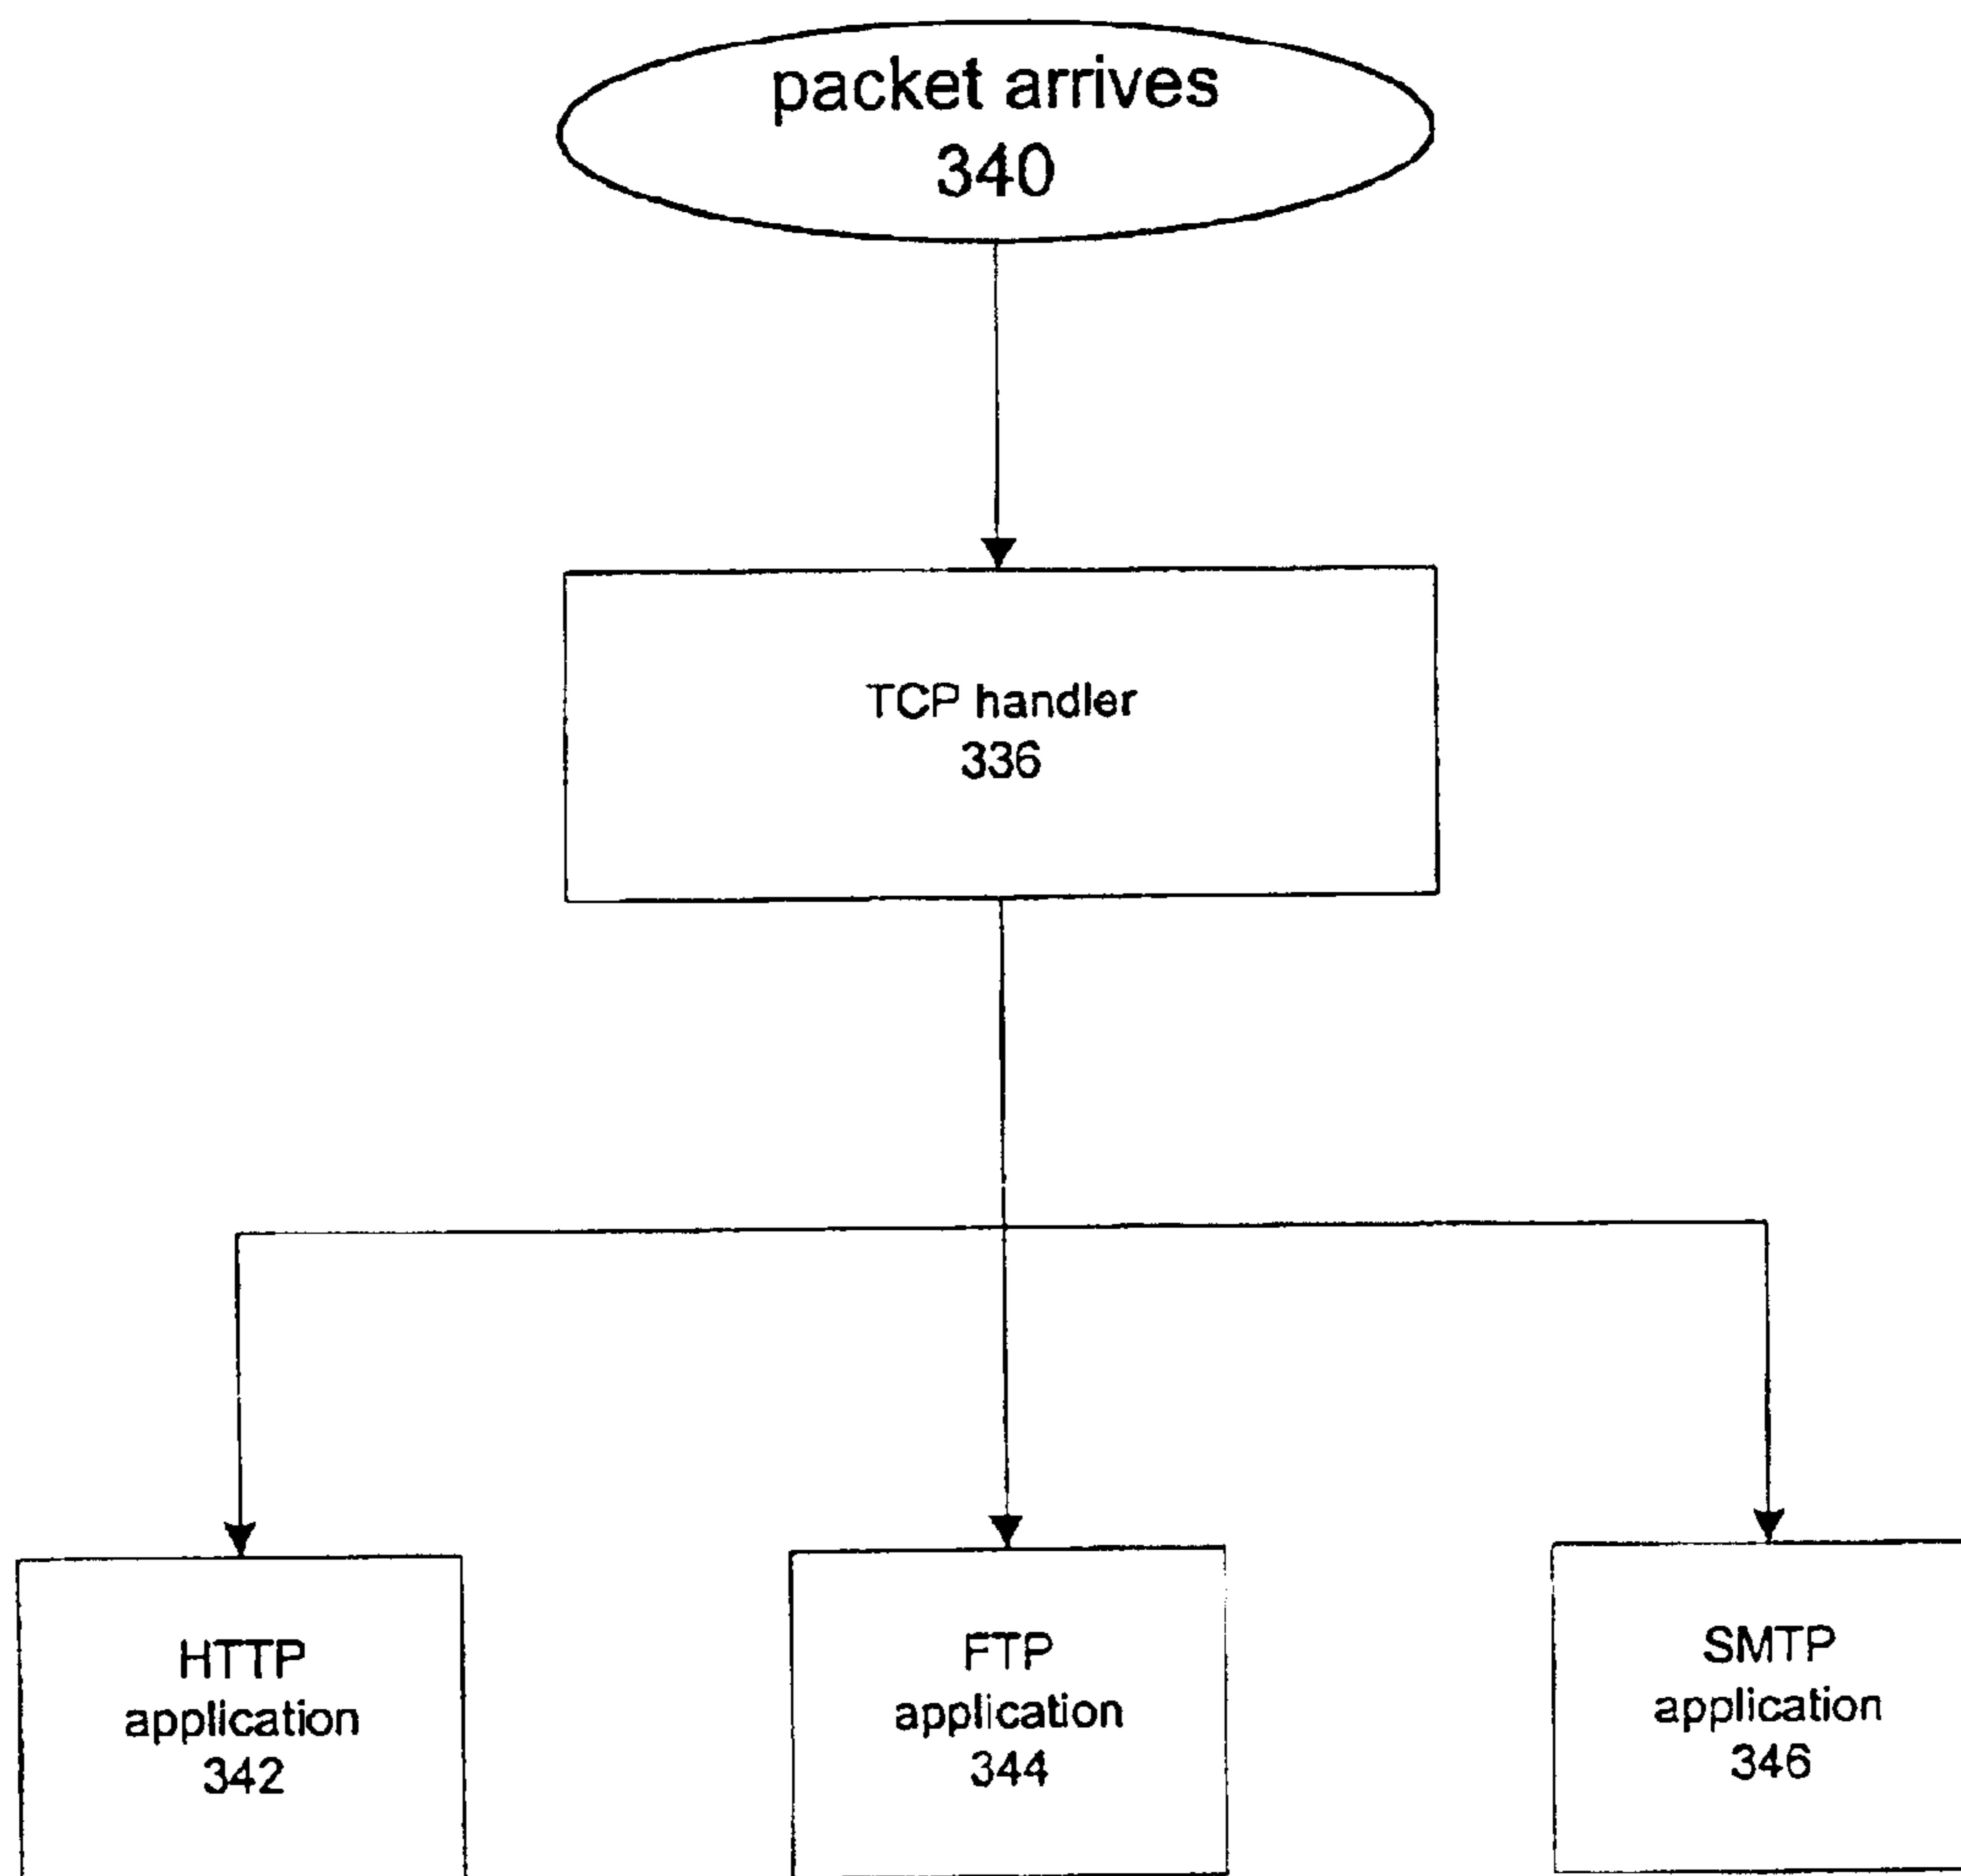 packet arrives
340
TCP handler
336
HTTP
application
342
FTP
application
344
SMTP
application
346